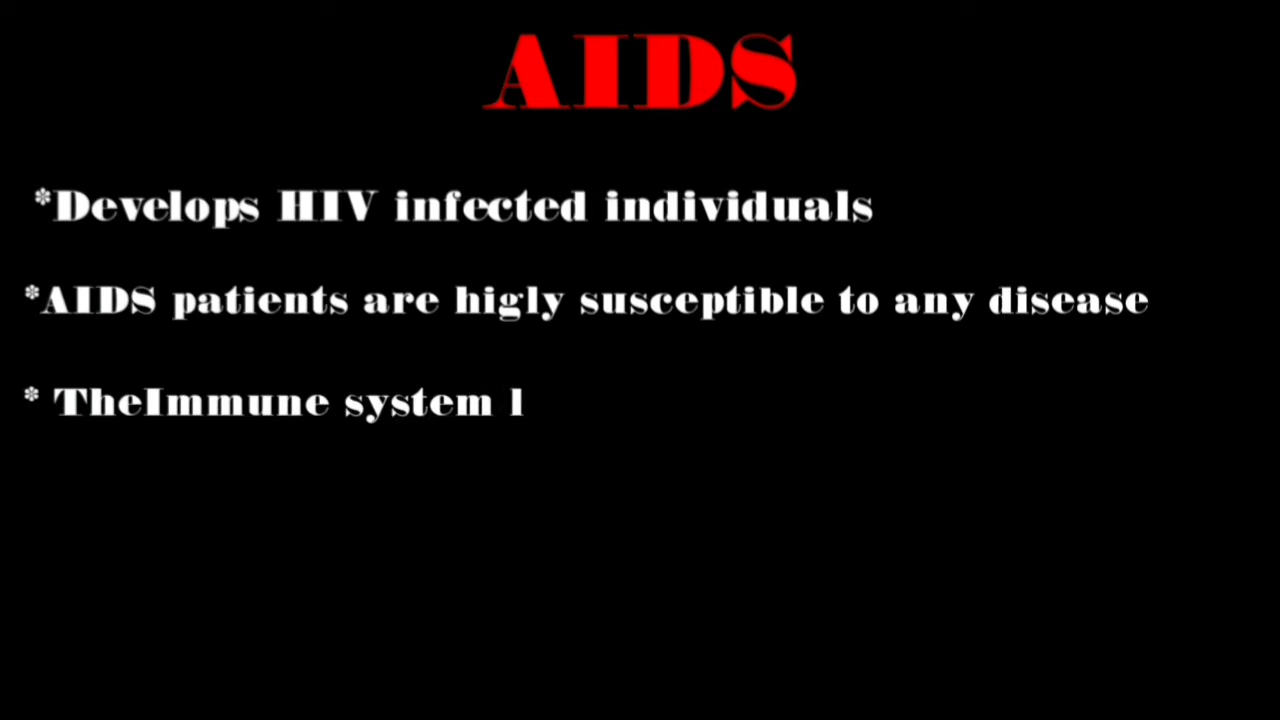 AIDS
*Develops HIV infected individuals
*AIDS patients are higly susceptible to any disease
* TheImmune system l